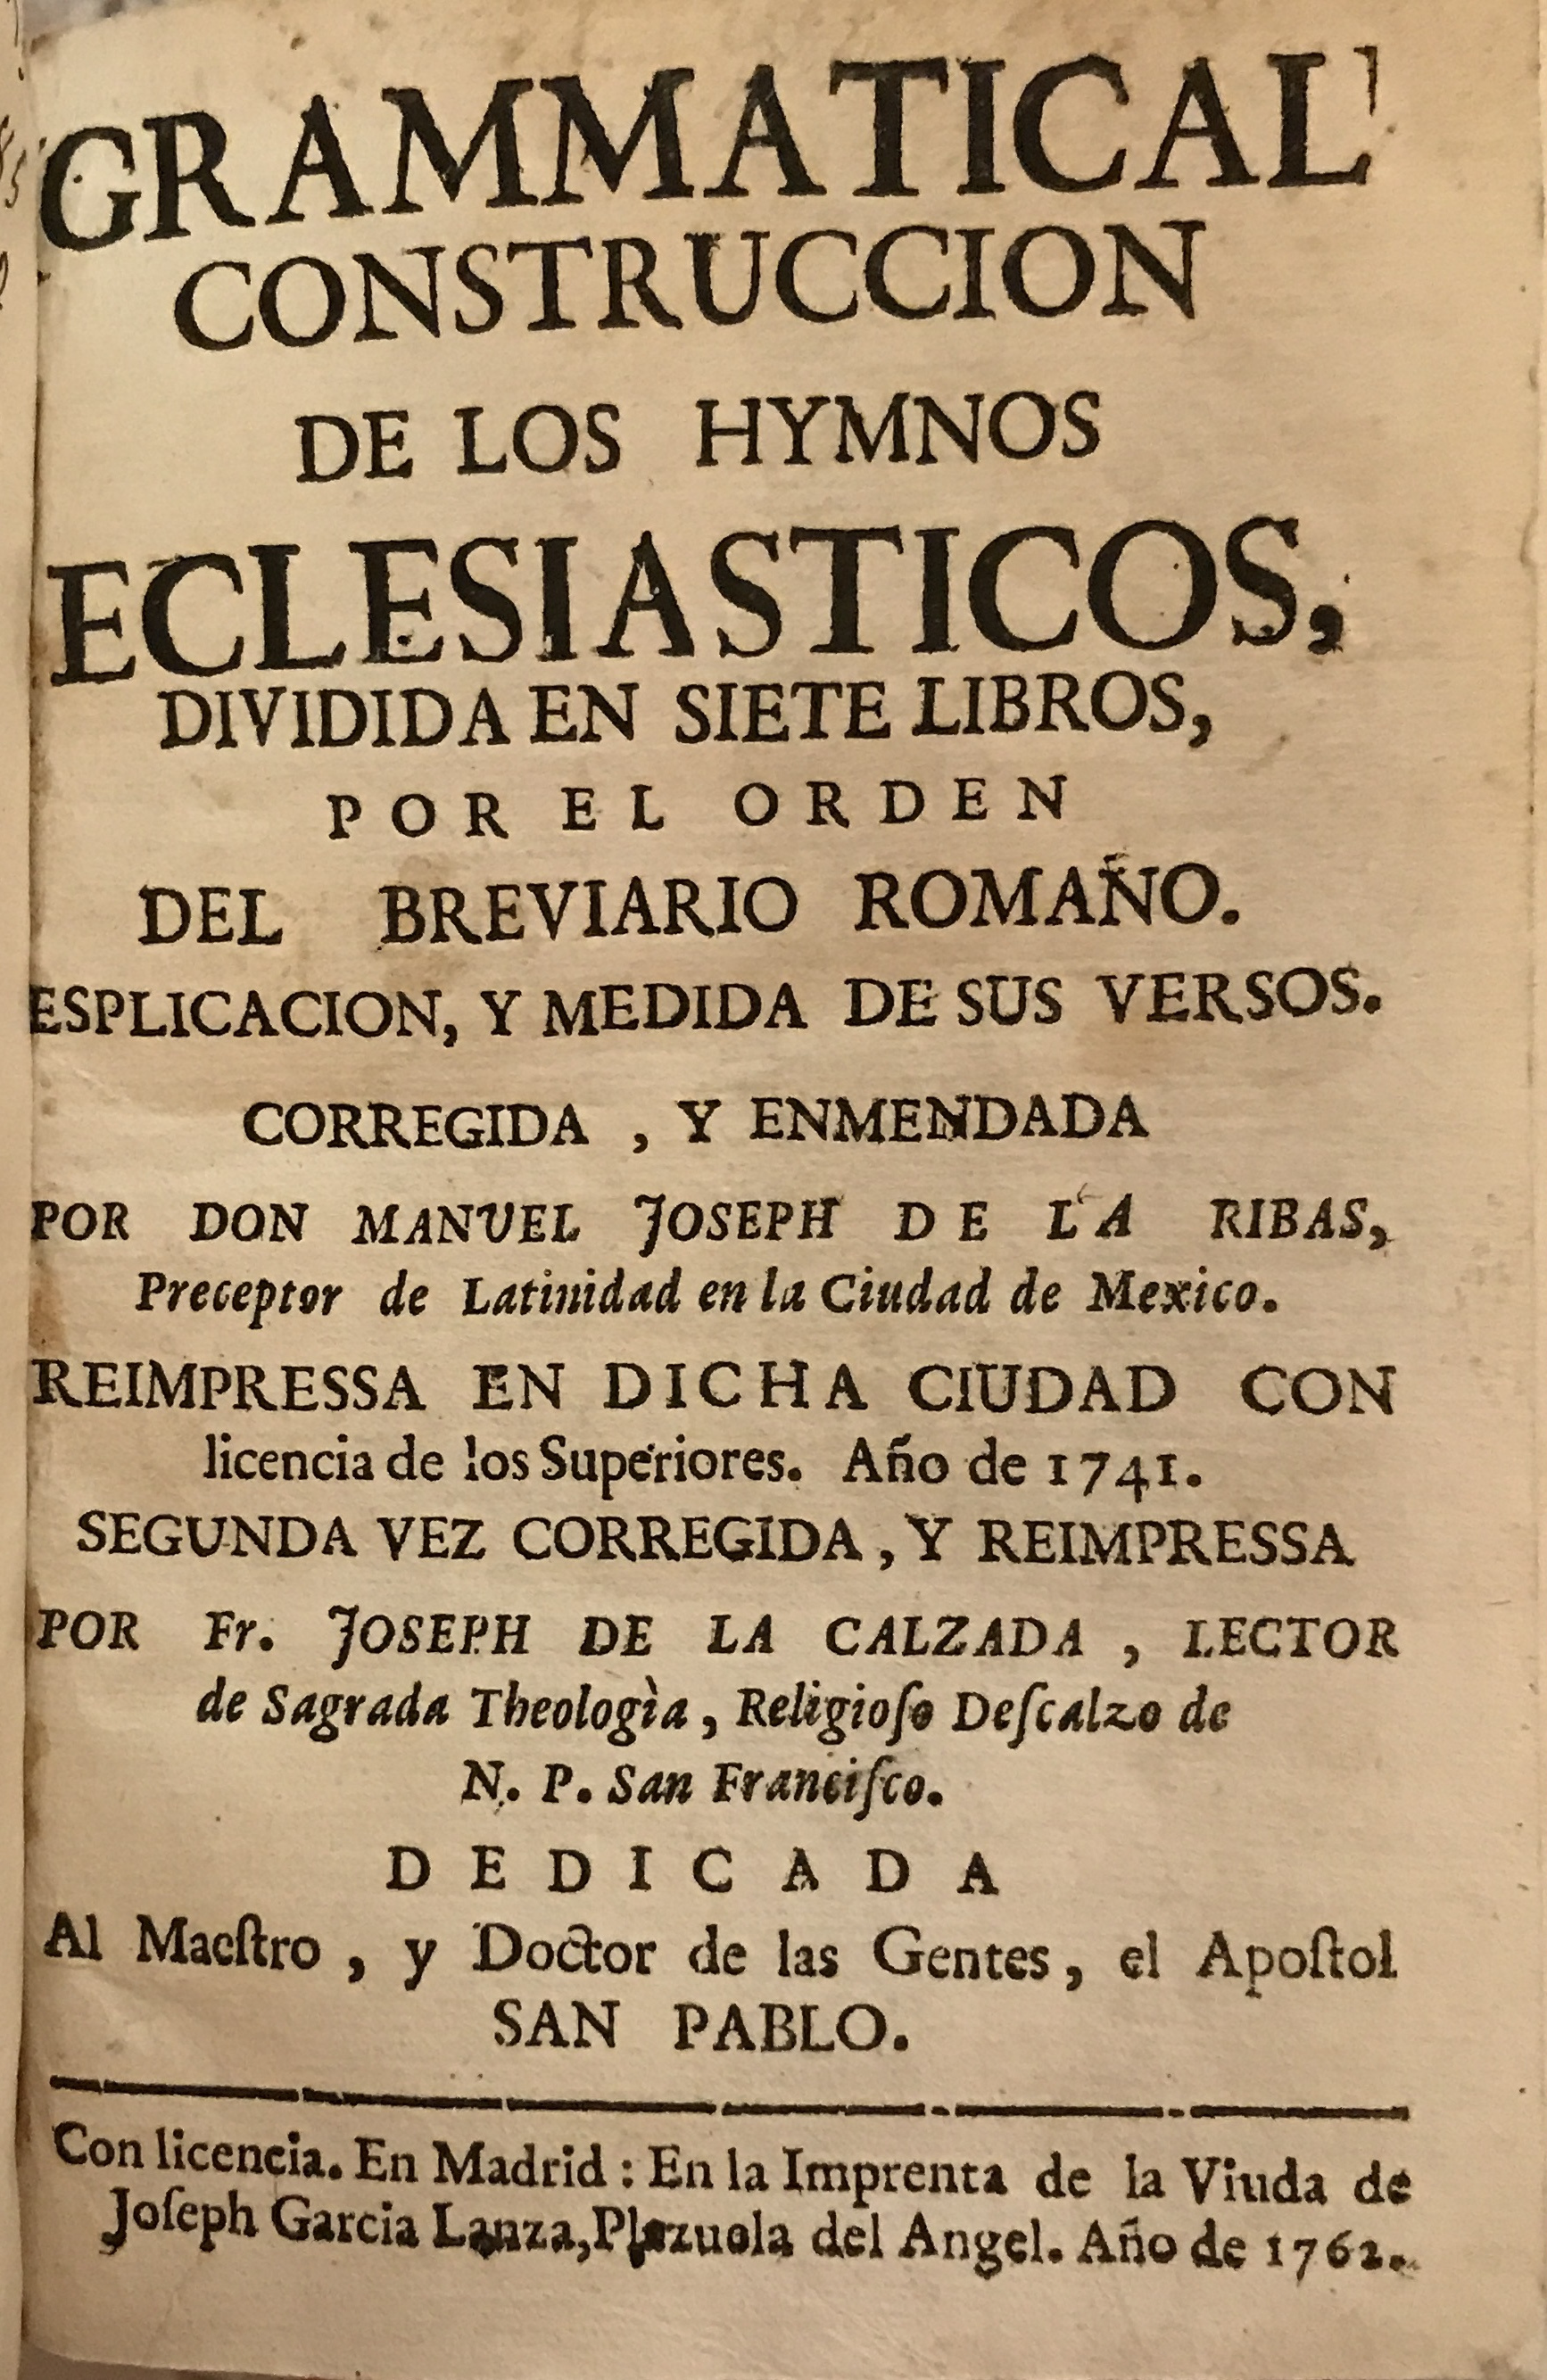 GRAMMATICAL
CONSTRUCCION
DE LOS HYMNOS
ECLESIASTICOS,
DIVIDIDA EN SIETE LIBROS,
POR EL ORDEN
DEL BREVIARIO ROMAÑO.
ESPLICACION, Y MEDIDA DE SUS VERSOS.
CORREGIDA , Y ENMENDADA
POR DON MANUEL JOSEPH DE LA RIBAS,
Preceptor de Latinidad en la Ciudad de Mexico.
REIMPRESSA EN DICHA CIUDAD CON
licencia de los Superiores. Año de 1741.
SEGUNDA VEZ CORREGIDA, Y REIMPRESSA
POR Fr. JOSEPH DE LA CALZADA , LECTOR
de Sagrada Theologìa, Religioſo Deſcalzo de
N. P. San Franciſco.
DEDICADA
Al Maeſtro , y Doctor de las Gentes, el Apoſtol
SAN PABLO.
Con licencia. En Madrid : En la Imprenta de la Viuda de
Joſeph Garcia Lanza, Plazuela del Angel. Año de 1762.